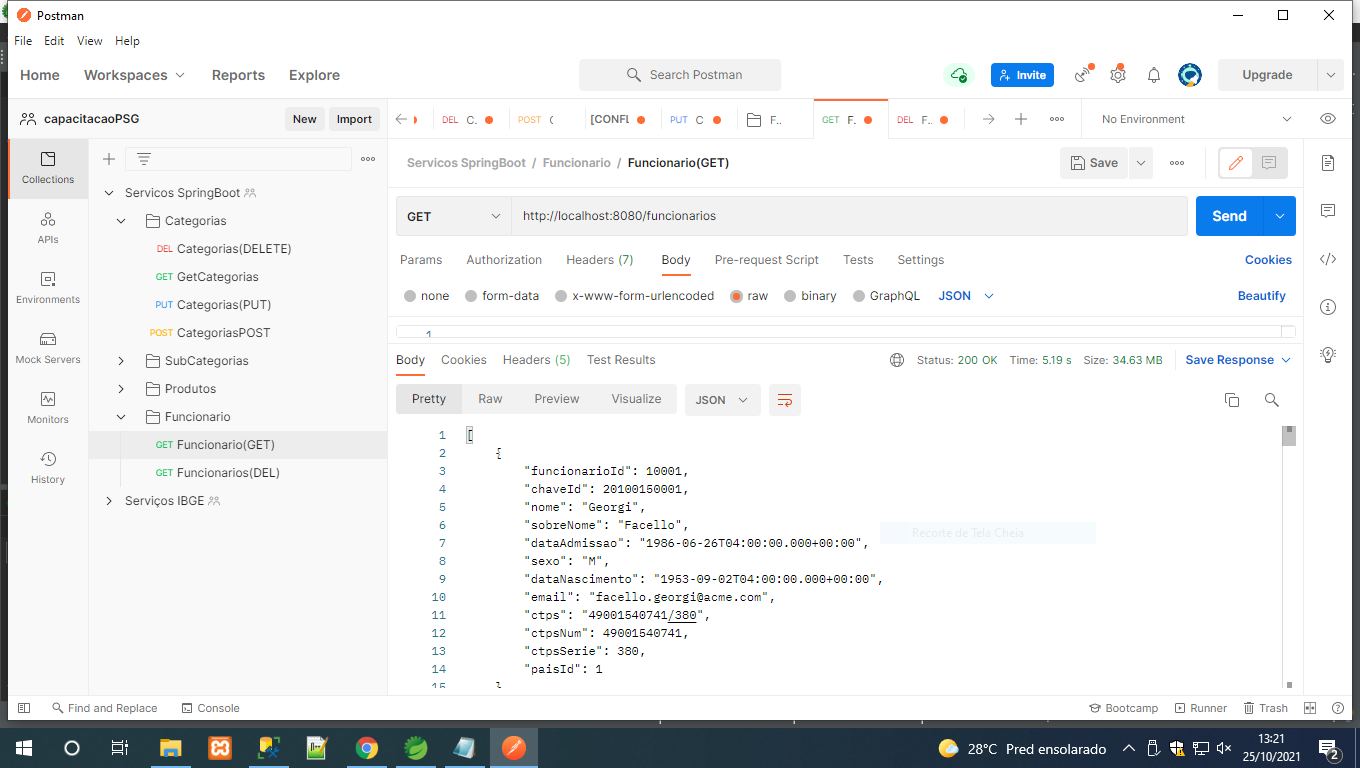 Postman
File Edit View Help
Home Workspaces Reports Explore Search Postman Invite Upgrade
capacitacaoPSG New Import DEL C. POST [CONFL PUT C F.. GET F. DEL F.. No Environment
Servicos SpringBoot / Funcionario / Funcionario(GET) Save
Collections
APIs
Environments
Mock Servers
Monitors
History
Servicos SpringBoot
Categorias
DEL Categorias(DELETE)
GET GetCategorias
PUT Categorias(PUT)
POST CategoriasPOST
SubCategorias
Produtos
Funcionario
GET Funcionario(GET)
GET Funcionarios(DEL)
Serviços IBGE
GET http://localhost:8080/funcionarios Send
Params Authorization Headers (7) Body Pre-request Script Tests Settings Cookies
none form-data x-www-form-urlencoded raw binary GraphQL JSON Beautify
1
Body Cookies Headers (5) Test Results Status: 200 OK Time: 5.19 s Size: 34.63 MB Save Response
Pretty Raw Preview Visualize JSON
1 [
2 {
3 "funcionarioId": 10001,
4 "chaveId": 20100150001,
5 "nome": "Georgi",
6 "sobreNome": "Facello",
7 "dataAdmissao": "1986-06-26T04:00:00.000+00:00",
8 "sexo": "M",
9 "dataNascimento": "1953-09-02T04:00:00.000+00:00",
10 "email": "facello.georgi@acme.com",
11 "ctps": "49001540741/380",
12 "ctpsNum": 49001540741,
13 "ctpsSerie": 380,
14 "paisId": 1
15 }
Recorte de Tela Cheia
Find and Replace Console Bootcamp Runner Trash
28°C Pred ensolarado 13:21
25/10/2021 2